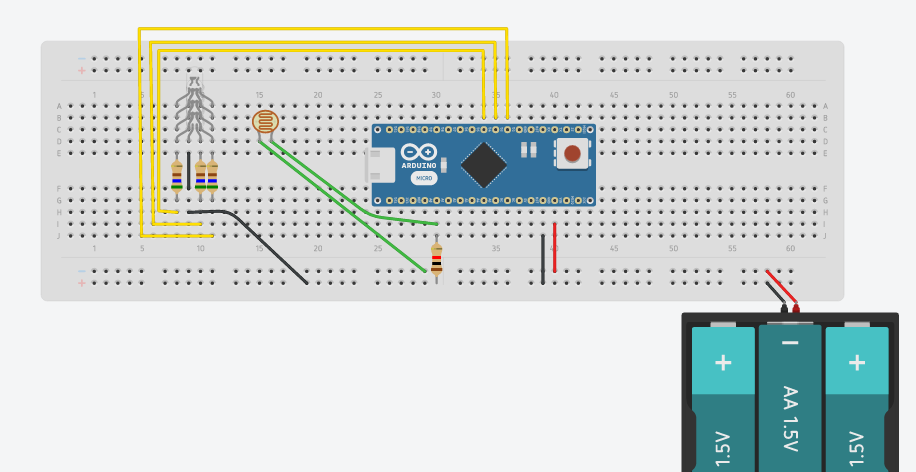 − −
+ +
1 5 10 15 20 25 30 35 40 45 50 55 60
A A
B B
C C
D D
E E
ARDUINO
MICRO
F F
G G
H H
I I
J J
1 5 10 15 20 25 30 35 45 50 55 60
− −
+ +
+ +
AA 1.5V
1.5V 1.5V